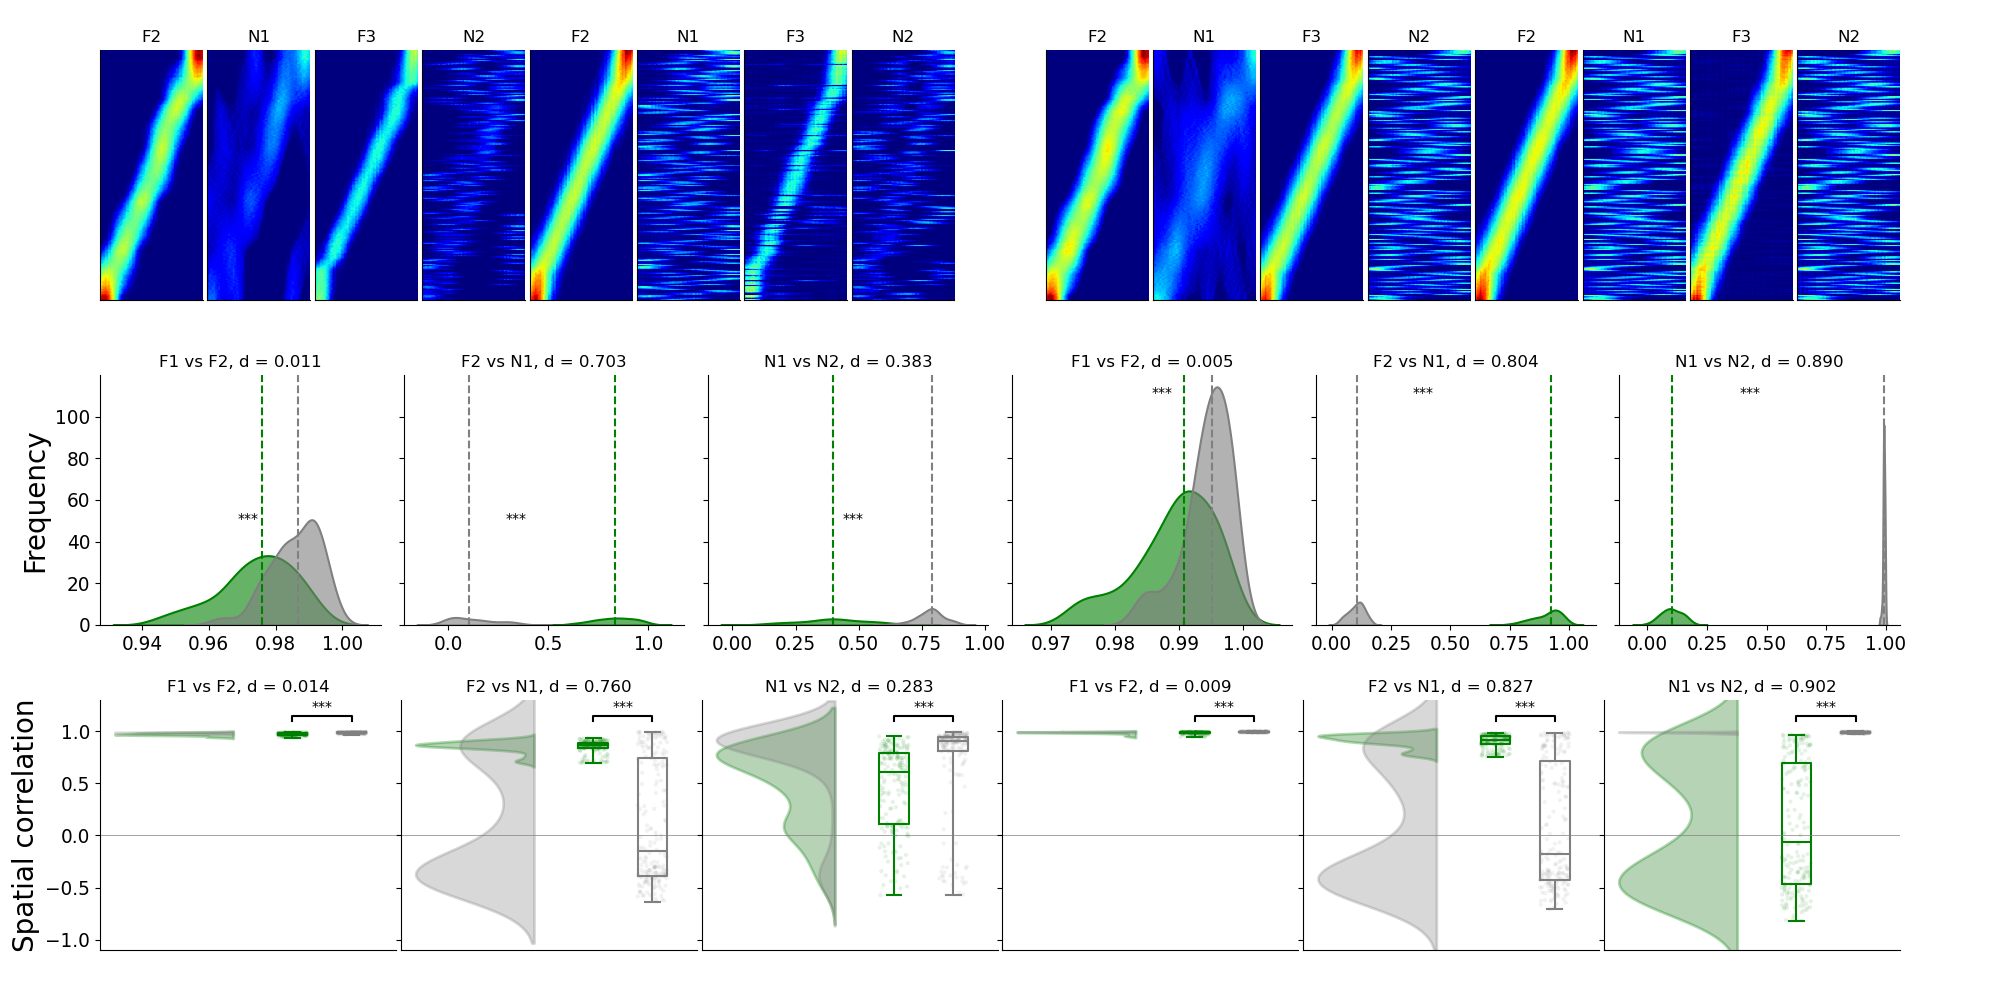 F2 N1 F3 N2 F2 N1 F3 N2 F2 N1 F3 N2 F2 N1 F3 N2
F1 vs F2, d = 0.011 F2 vs N1, d = 0.703 N1 vs N2, d = 0.383 F1 vs F2, d = 0.005 F2 vs N1, d = 0.804 N1 vs N2, d = 0.890
*** *** ***
100
80
60
*** *** ***
40
20
0
Frequency
0.94 0.96 0.98 1.00 0.0 0.5 1.0 0.00 0.25 0.50 0.75 1.00 0.97 0.98 0.99 1.00 0.00 0.25 0.50 0.75 1.00 0.00 0.25 0.50 0.75 1.00
F1 vs F2, d = 0.014 F2 vs N1, d = 0.760 N1 vs N2, d = 0.283 F1 vs F2, d = 0.009 F2 vs N1, d = 0.827 N1 vs N2, d = 0.902
*** *** *** *** *** ***
1.0
0.5
0.0
−0.5
−1.0
Spatial correlation